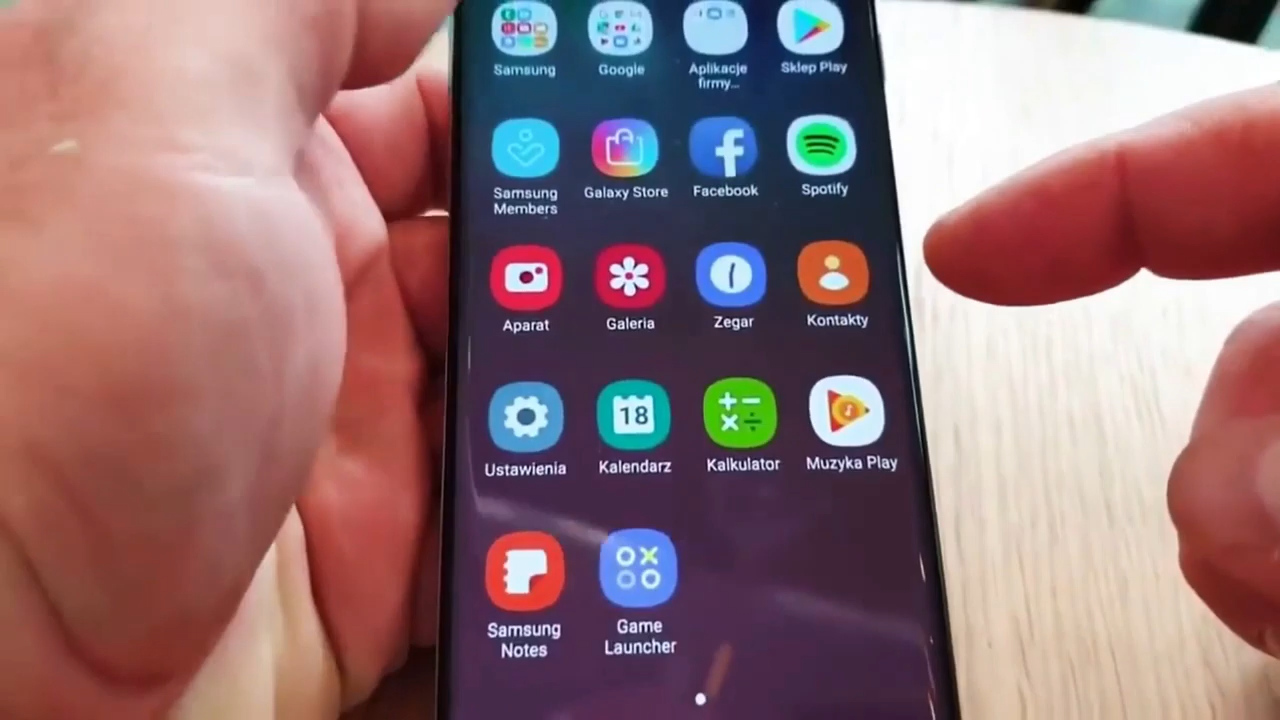 Samsung
Google
Aplikacje
firmy...
Sklep Play
Samsung
Members
Galaxy Store
Facebook
Spotify
Aparat
Galeria
Zegar
Kontakty
Ustawienia
18
Kalendarz
Kalkulator
Muzyka Play
Samsung
Notes
Game
Launcher